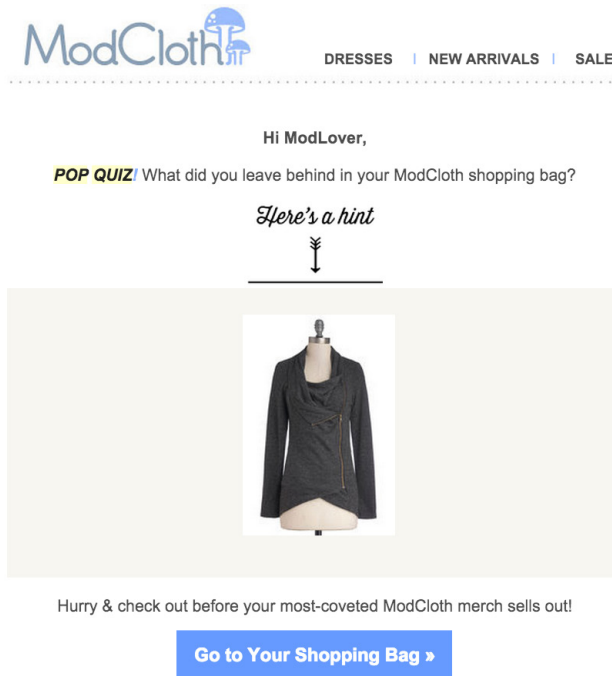 ModCloth
DRESSES | NEW ARRIVALS | SALE
Hi ModLover,
POP QUIZ! What did you leave behind in your ModCloth shopping bag?
Here's a hint
Hurry & check out before your most-coveted ModCloth merch sells out!
Go to Your Shopping Bag »